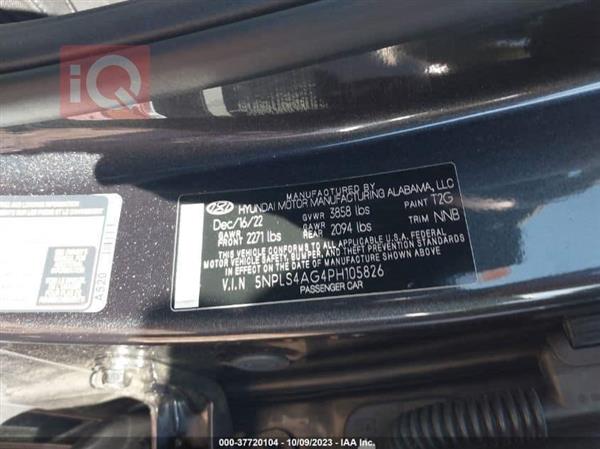 iQ
MANUFACTURED BY
HYUNDAI MOTOR MANUFACTURING ALABAMA, LLC
Dec/16/22 GVWR 3858 lbs PAINT T2G
GAWR FRONT 2271 lbs GAWR REAR 2094 lbs TRIM NNB
THIS VEHICLE CONFORMS TO ALL APPLICABLE FEDERAL
MOTOR VEHICLE SAFETY, BUMPER, AND THEFT PREVENTION
STANDARDS IN EFFECT ON THE DATE OF MANUFACTURE SHOWN ABOVE.
V.I.N 5NPLS4AG4PH105826
PASSENGER CAR
AS20
000-37720104 | 10/09/2023 — IAA Inc.